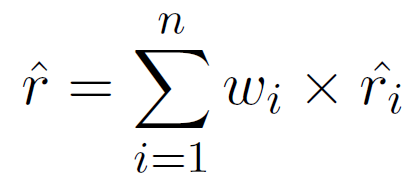 r̂ = ∑_{i=1}^{n} w_i × r̂_i